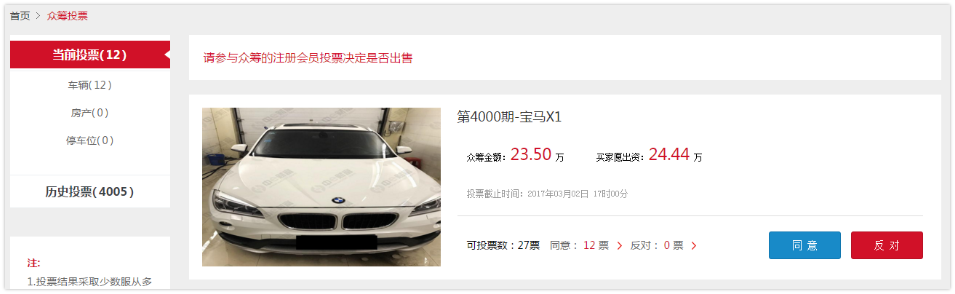 首页 > 众筹投票
当前投票(12)
车辆(12)
房产(0)
停车位(0)
历史投票(4005)
注:
1.投票结果采取少数服从多
请参与众筹的注册会员投票决定是否出售
第4000期-宝马X1
众筹金额：23.50 万 买家愿出资：24.44 万
投票截止时间：2017年03月02日 17时00分
可投票数：27票 同意： 12 票 > 反对： 0 票 >
同 意 反 对